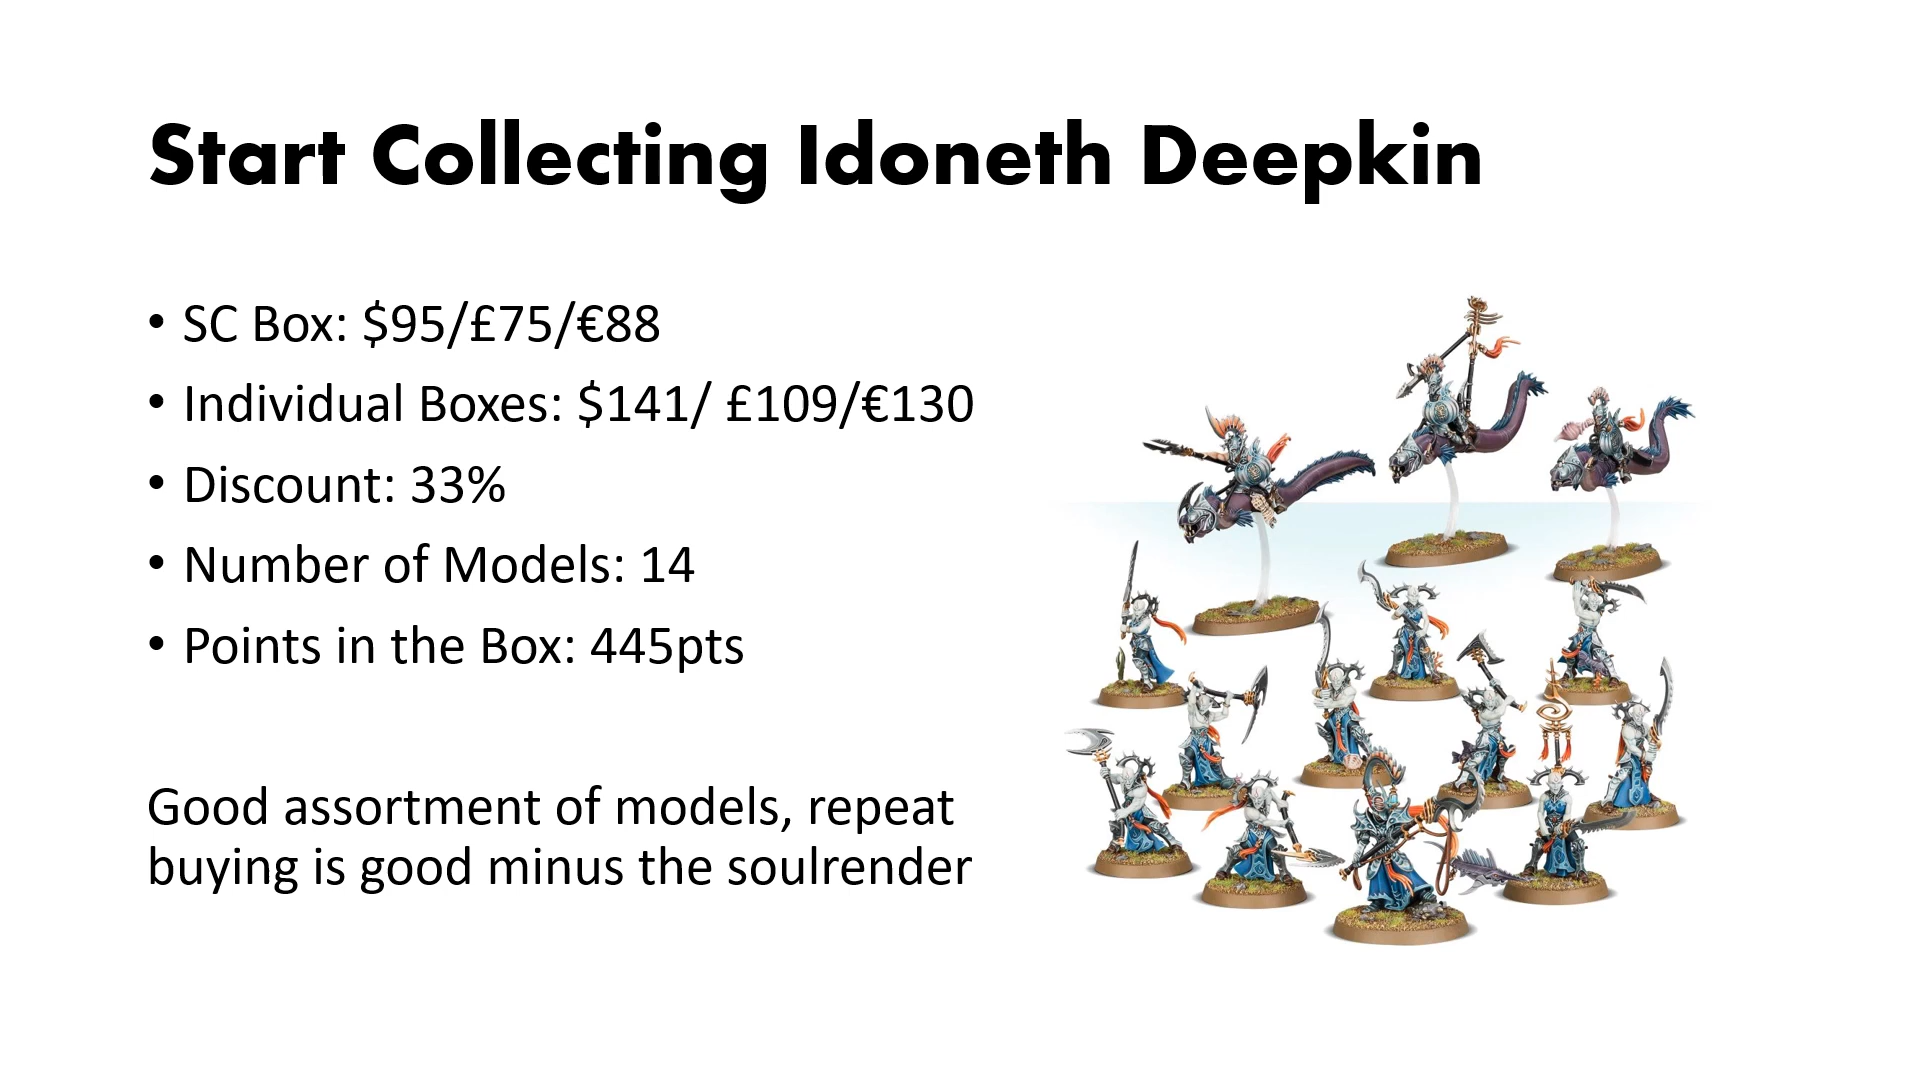 Start Collecting Idoneth Deepkin
• SC Box: $95/£75/€88
• Individual Boxes: $141/ £109/€130
• Discount: 33%
• Number of Models: 14
• Points in the Box: 445pts
Good assortment of models, repeat
buying is good minus the soulrender